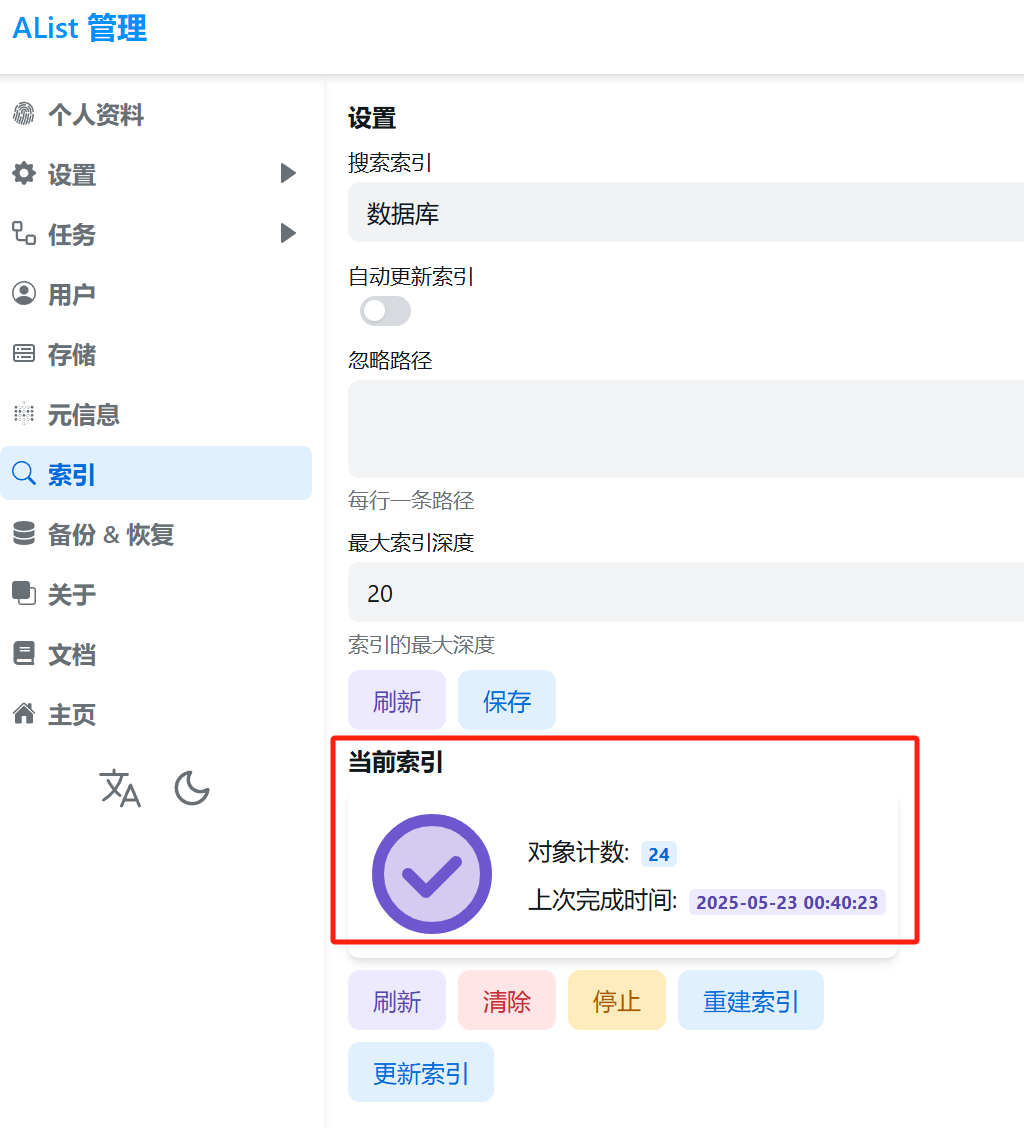 AList 管理
个人资料
设置
任务
用户
存储
元信息
索引
备份 & 恢复
关于
文档
主页
设置
搜索索引
数据库
自动更新索引
忽略路径
每行一条路径
最大索引深度
20
索引的最大深度
刷新 保存
当前索引
对象计数: 24
上次完成时间: 2025-05-23 00:40:23
刷新 清除 停止 重建索引
更新索引